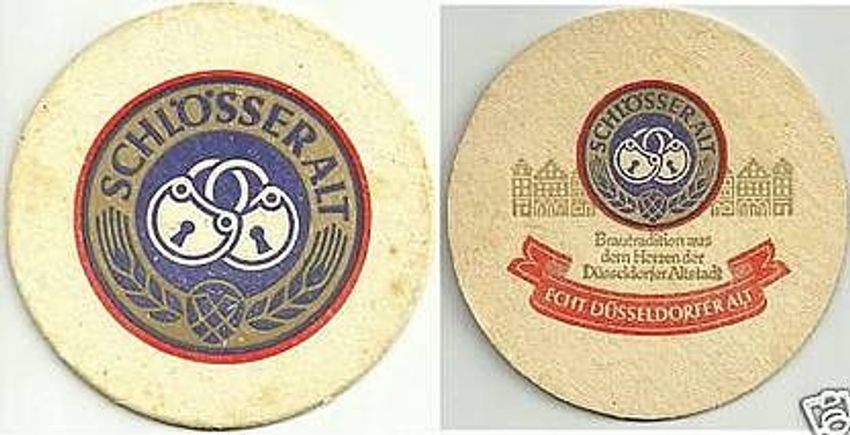 SCHLÖSSER ALT
SCHLÖSSER ALT
Brautradition aus
dem Herzen der
Düsseldorfer Altstadt
ECHT DÜSSELDORFER ALT